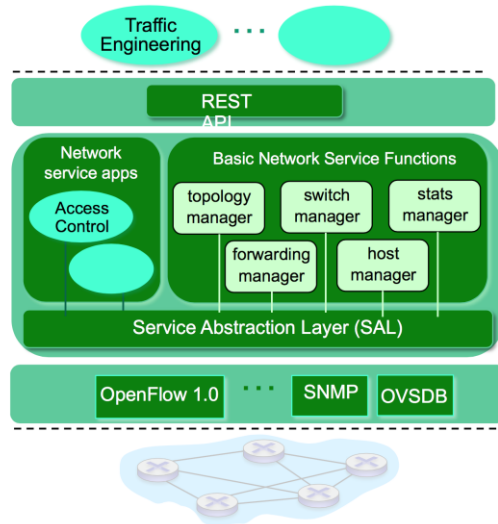 Traffic
Engineering
...
REST
API
Network
service apps
Basic Network Service Functions
Access
Control
topology
manager
switch
manager
stats
manager
forwarding
manager
host
manager
Service Abstraction Layer (SAL)
OpenFlow 1.0
...
SNMP
OVSDB